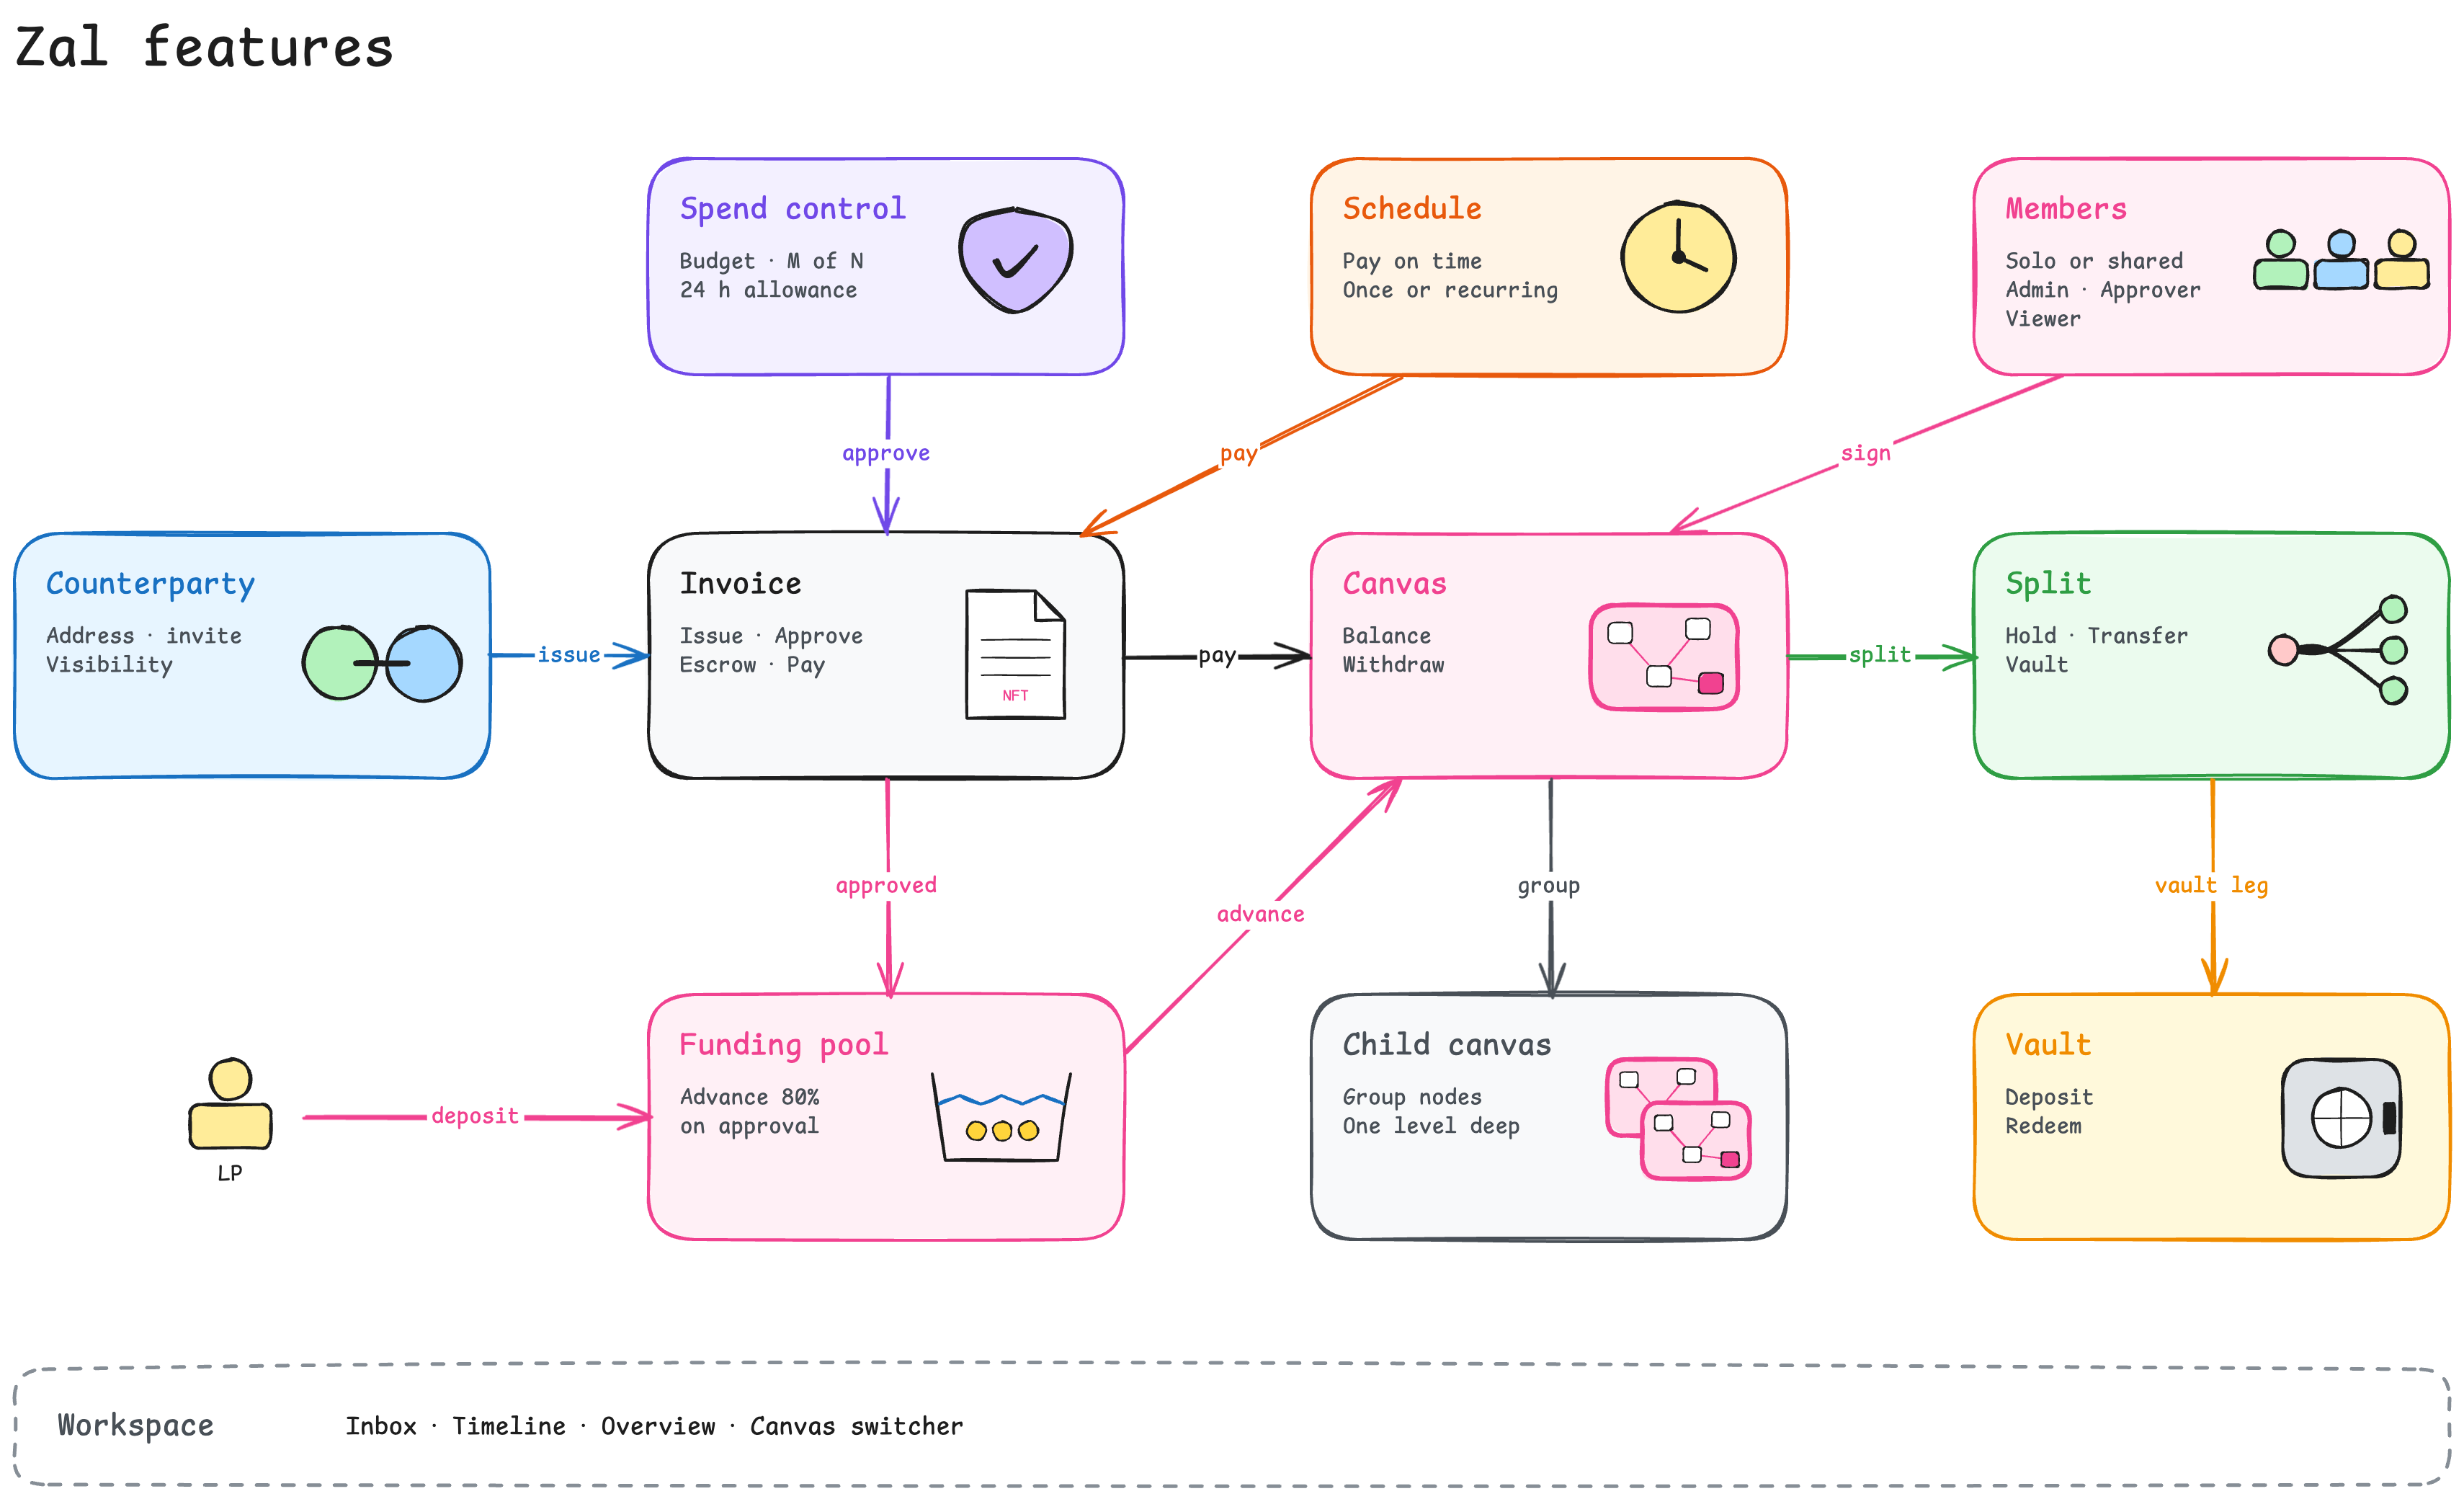 Zal features
Spend control
Budget · M of N
24 h allowance
Schedule
Pay on time
Once or recurring
Members
Solo or shared
Admin · Approver
Viewer
approve
pay
sign
Counterparty
Address · invite
Visibility
issue
Invoice
Issue · Approve
Escrow · Pay
NFT
pay
Canvas
Balance
Withdraw
split
Split
Hold · Transfer
Vault
approved
advance
group
vault leg
LP
deposit
Funding pool
Advance 80%
on approval
Child canvas
Group nodes
One level deep
Vault
Deposit
Redeem
Workspace
Inbox · Timeline · Overview · Canvas switcher